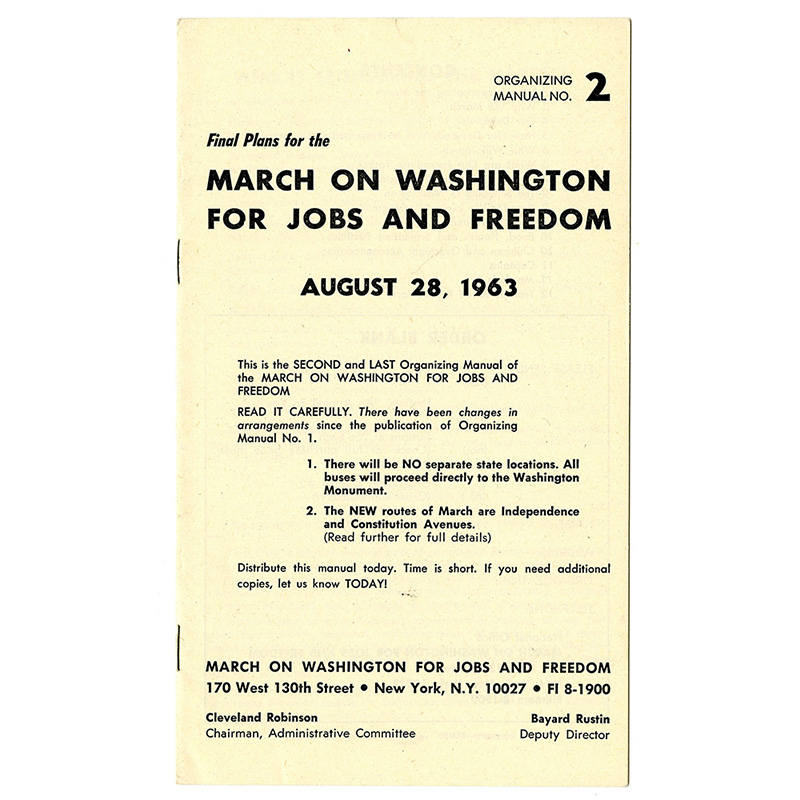 ORGANIZING
MANUAL NO. 2
Final Plans for the
MARCH ON WASHINGTON
FOR JOBS AND FREEDOM
AUGUST 28, 1963
This is the SECOND and LAST Organizing Manual of
the MARCH ON WASHINGTON FOR JOBS AND
FREEDOM
READ IT CAREFULLY. There have been changes in
arrangements since the publication of Organizing
Manual No. 1.
1. There will be NO separate state locations. All
buses will proceed directly to the Washington
Monument.
2. The NEW routes of March are Independence
and Constitution Avenues.
(Read further for full details)
Distribute this manual today. Time is short. If you need additional
copies, let us know TODAY!
MARCH ON WASHINGTON FOR JOBS AND FREEDOM
170 West 130th Street • New York, N.Y. 10027 • FI 8-1900
Cleveland Robinson
Chairman, Administrative Committee
Bayard Rustin
Deputy Director